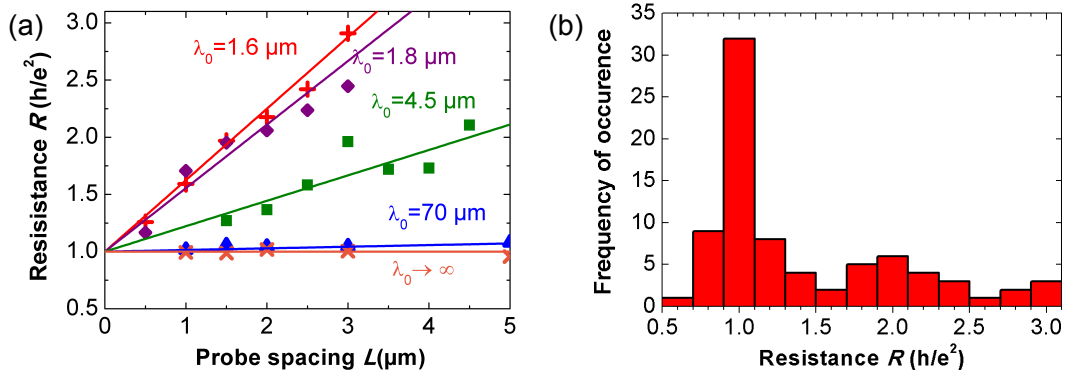 (a)
Resisistance R (h/e²)
3.0
2.5
2.0
1.5
1.0
0.5
λ₀=1.6 µm
λ₀=1.8 µm
λ₀=4.5 µm
λ₀=70 µm
λ₀→ ∞
0 1 2 3 4 5
Probe spacing L(µm)
(b)
Frequency of occurence
35
30
25
20
15
10
5
0
0.5 1.0 1.5 2.0 2.5 3.0
Resistance R (h/e²)